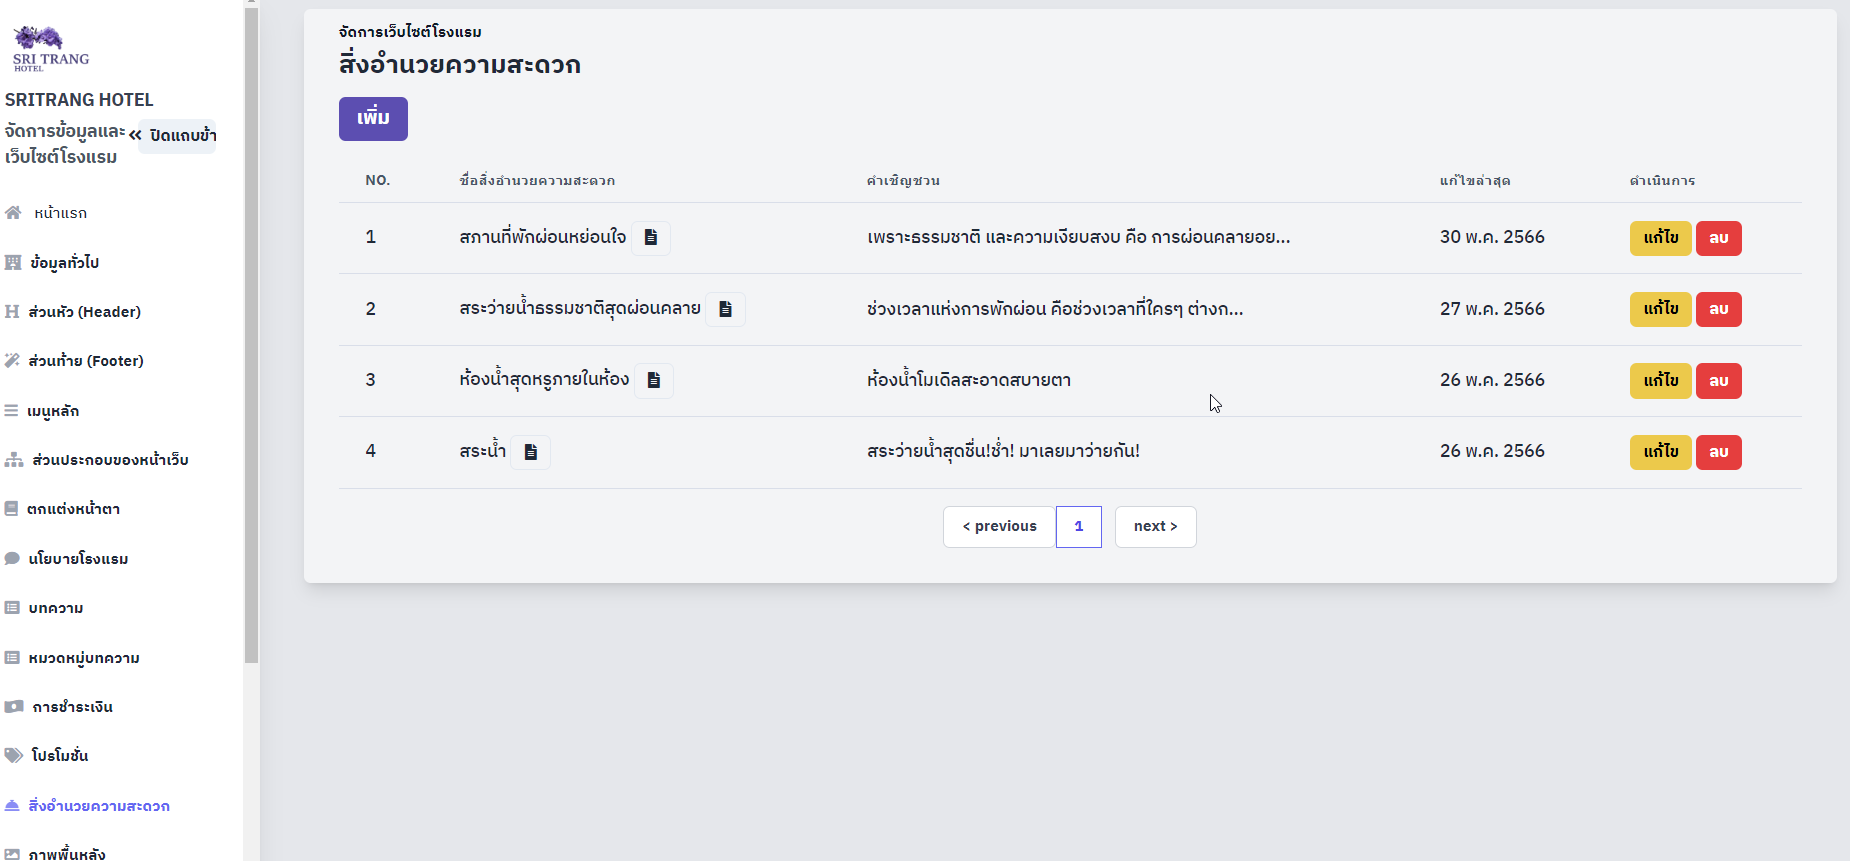 SRI TRANG
HOTEL
SRITRANG HOTEL
จัดการข้อมูลและ
เว็บไซต์โรงแรม
ปิดแถบข้า
หน้าแรก
ข้อมูลทั่วไป
ส่วนหัว (Header)
ส่วนท้าย (Footer)
เมนูหลัก
ส่วนประกอบของหน้าเว็บ
ตกแต่งหน้าตา
นโยบายโรงแรม
บทความ
หมวดหมู่บทความ
การชำระเงิน
โปรโมชั่น
สิ่งอำนวยความสะดวก
ภาพพื้นหลัง
จัดการเว็บไซต์โรงแรม
สิ่งอำนวยความสะดวก
เพิ่ม
NO. ชื่อสิ่งอำนวยความสะดวก คำเชิญชวน แก้ไขล่าสุด ดำเนินการ
1 สภานที่พักผ่อนหย่อนใจ เพราะธรรมชาติ และความเงียบสงบ คือ การผ่อนคลายอย... 30 พ.ค. 2566 แก้ไข ลบ
2 สระว่ายน้ำธรรมชาติสุดผ่อนคลาย ช่วงเวลาแห่งการพักผ่อน คือช่วงเวลาที่ใครๆ ต่างก... 27 พ.ค. 2566 แก้ไข ลบ
3 ห้องน้ำสุดหรูภายในห้อง ห้องน้ำโมเดิลสะอาดสบายตา 26 พ.ค. 2566 แก้ไข ลบ
4 สระน้ำ สระว่ายน้ำสุดชื่น!ช่ำ! มาเลยมาว่ายกัน! 26 พ.ค. 2566 แก้ไข ลบ
< previous 1 next >